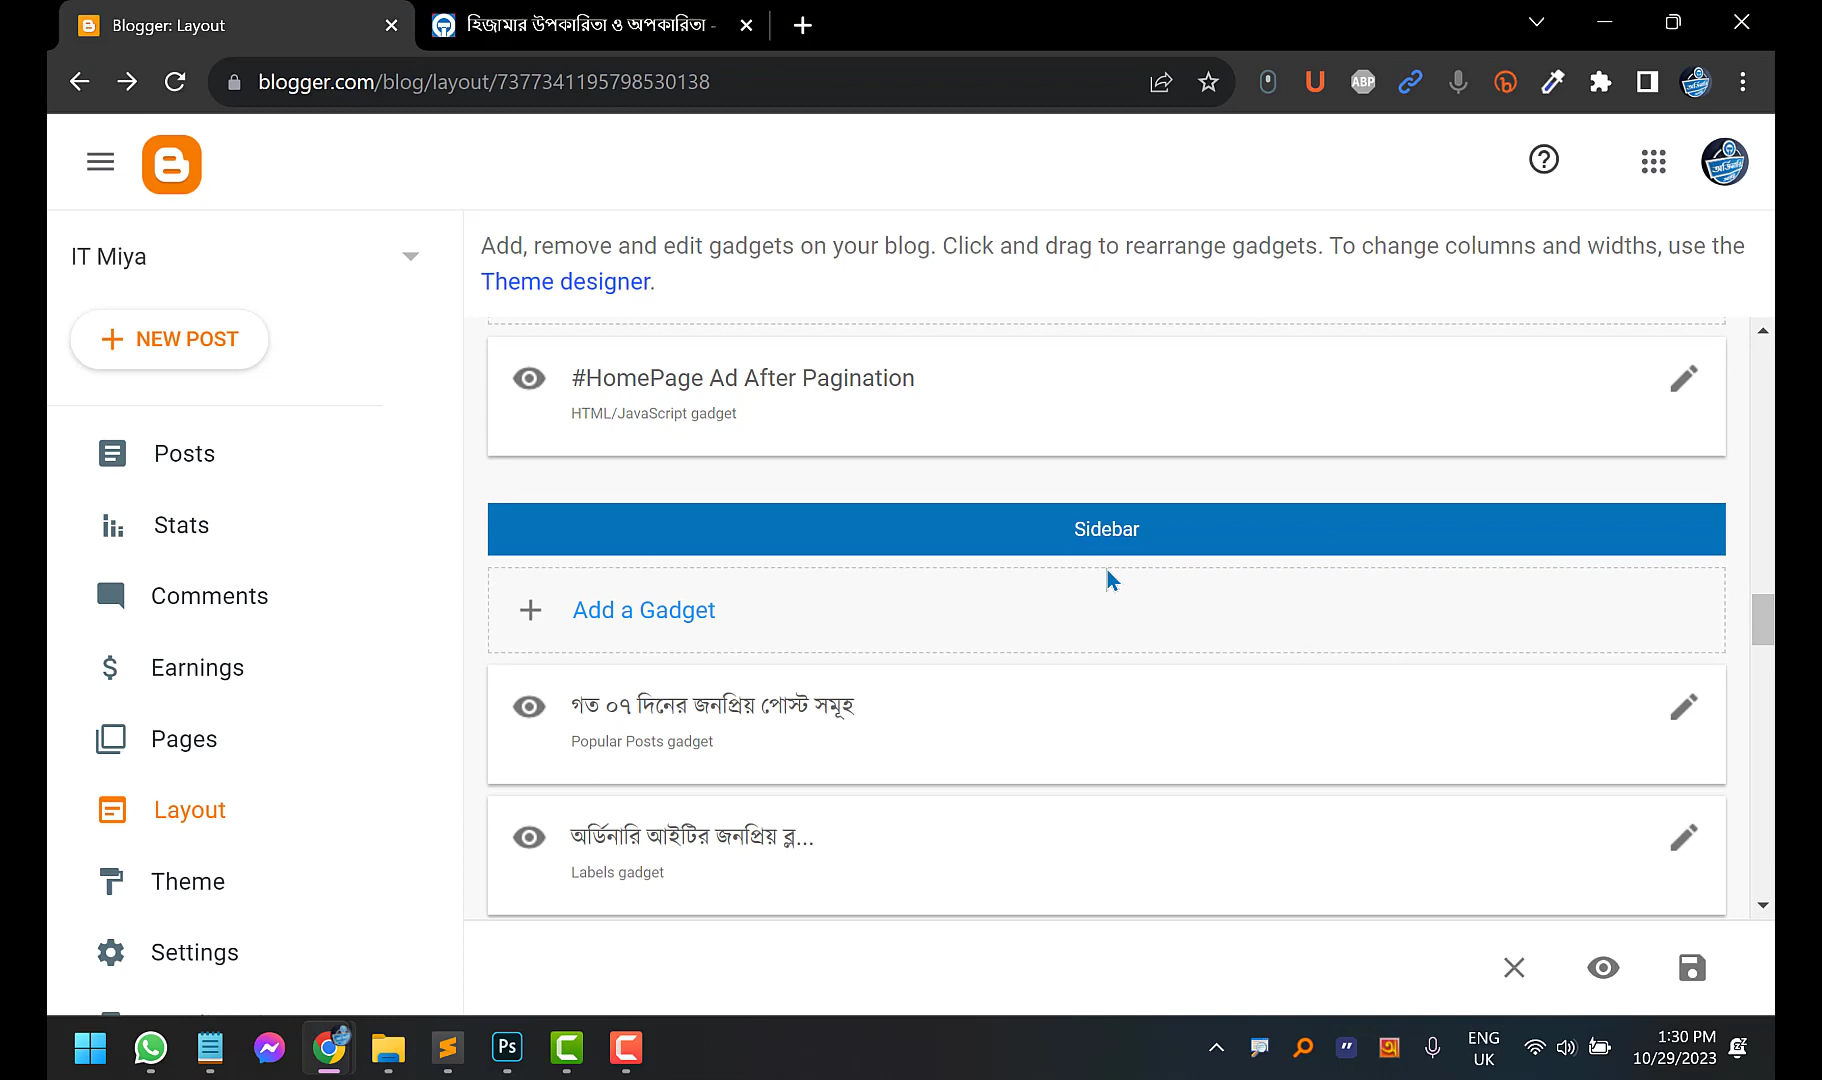 Blogger: Layout
হিজামার উপকারিতা ও অপকারিতা -
blogger.com/blog/layout/7377341195798530138
ABP
IT Miya
NEW POST
Posts
Stats
Comments
Earnings
Pages
Layout
Theme
Settings
Add, remove and edit gadgets on your blog. Click and drag to rearrange gadgets. To change columns and widths, use the
Theme designer.
#HomePage Ad After Pagination
HTML/JavaScript gadget
Sidebar
Add a Gadget
গত ০৭ দিনের জনপ্রিয় পোস্ট সমূহ
Popular Posts gadget
অর্ডিনারি আইটির জনপ্রিয় ব্ল...
Labels gadget
Ps
ENG
UK
1:30 PM
10/29/2023